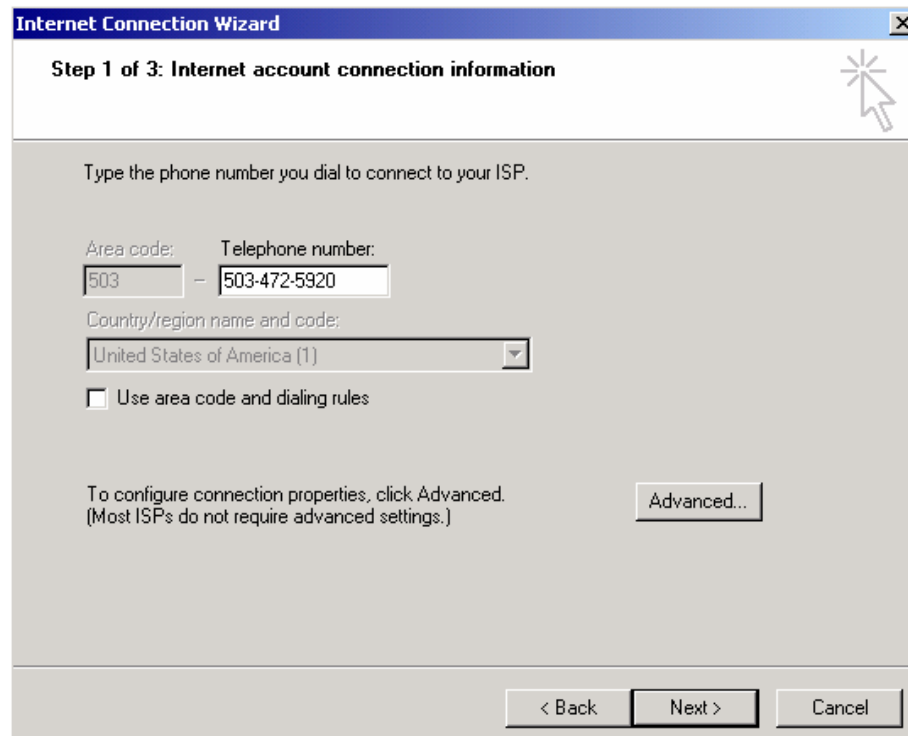 Internet Connection Wizard
Step 1 of 3: Internet account connection information
Type the phone number you dial to connect to your ISP.
Area code: Telephone number:
503 – 503-472-5920
Country/region name and code:
United States of America (1)
Use area code and dialing rules
To configure connection properties, click Advanced.
(Most ISPs do not require advanced settings.)
Advanced...
< Back Next > Cancel